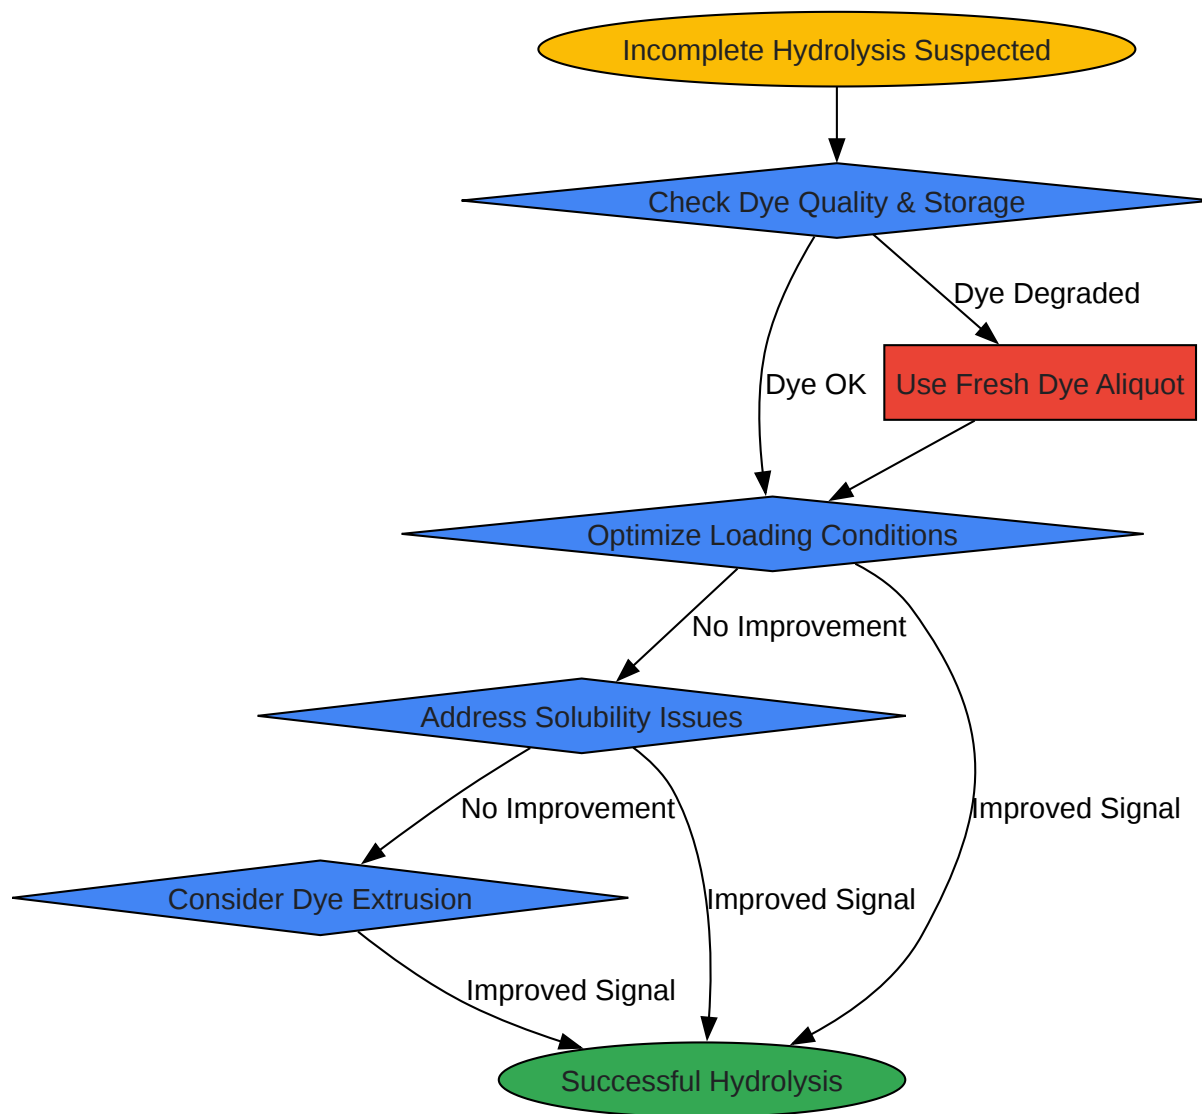 Incomplete Hydrolysis Suspected
Check Dye Quality & Storage
Dye Degraded
Dye OK
Use Fresh Dye Aliquot
Optimize Loading Conditions
No Improvement
Address Solubility Issues
No Improvement
Improved Signal
Consider Dye Extrusion
Improved Signal
Improved Signal
Successful Hydrolysis